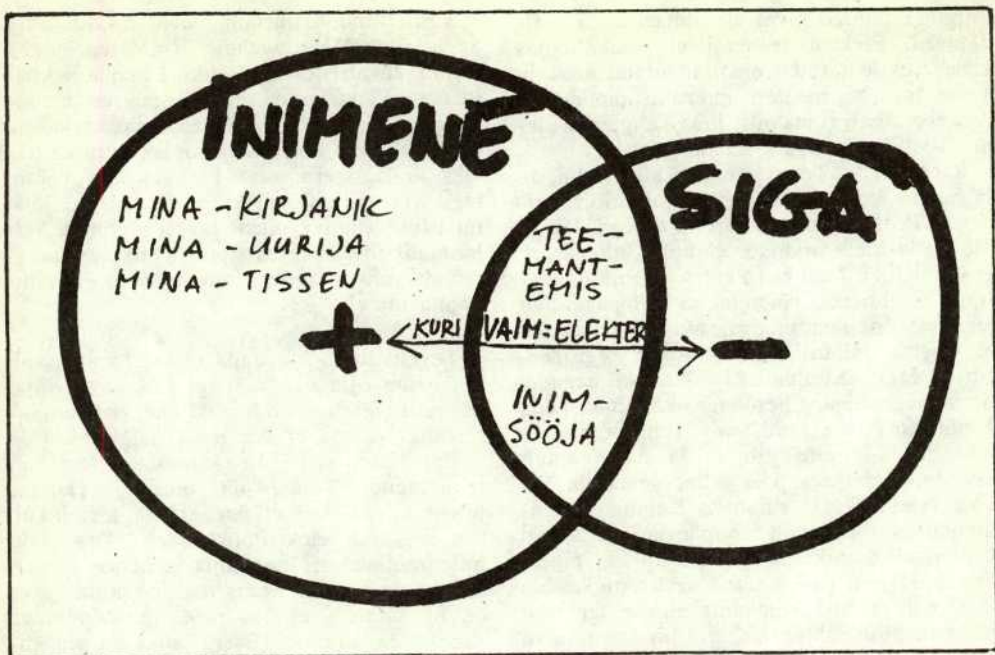 INIMENE
SIGA
MINA - KIRJANIK
MINA - UURIJA
MINA - TISSEN
TEE-
MANT-
EMIS
+ KURI VAIM=ELEKTER -
INIM-
SÖÖJA